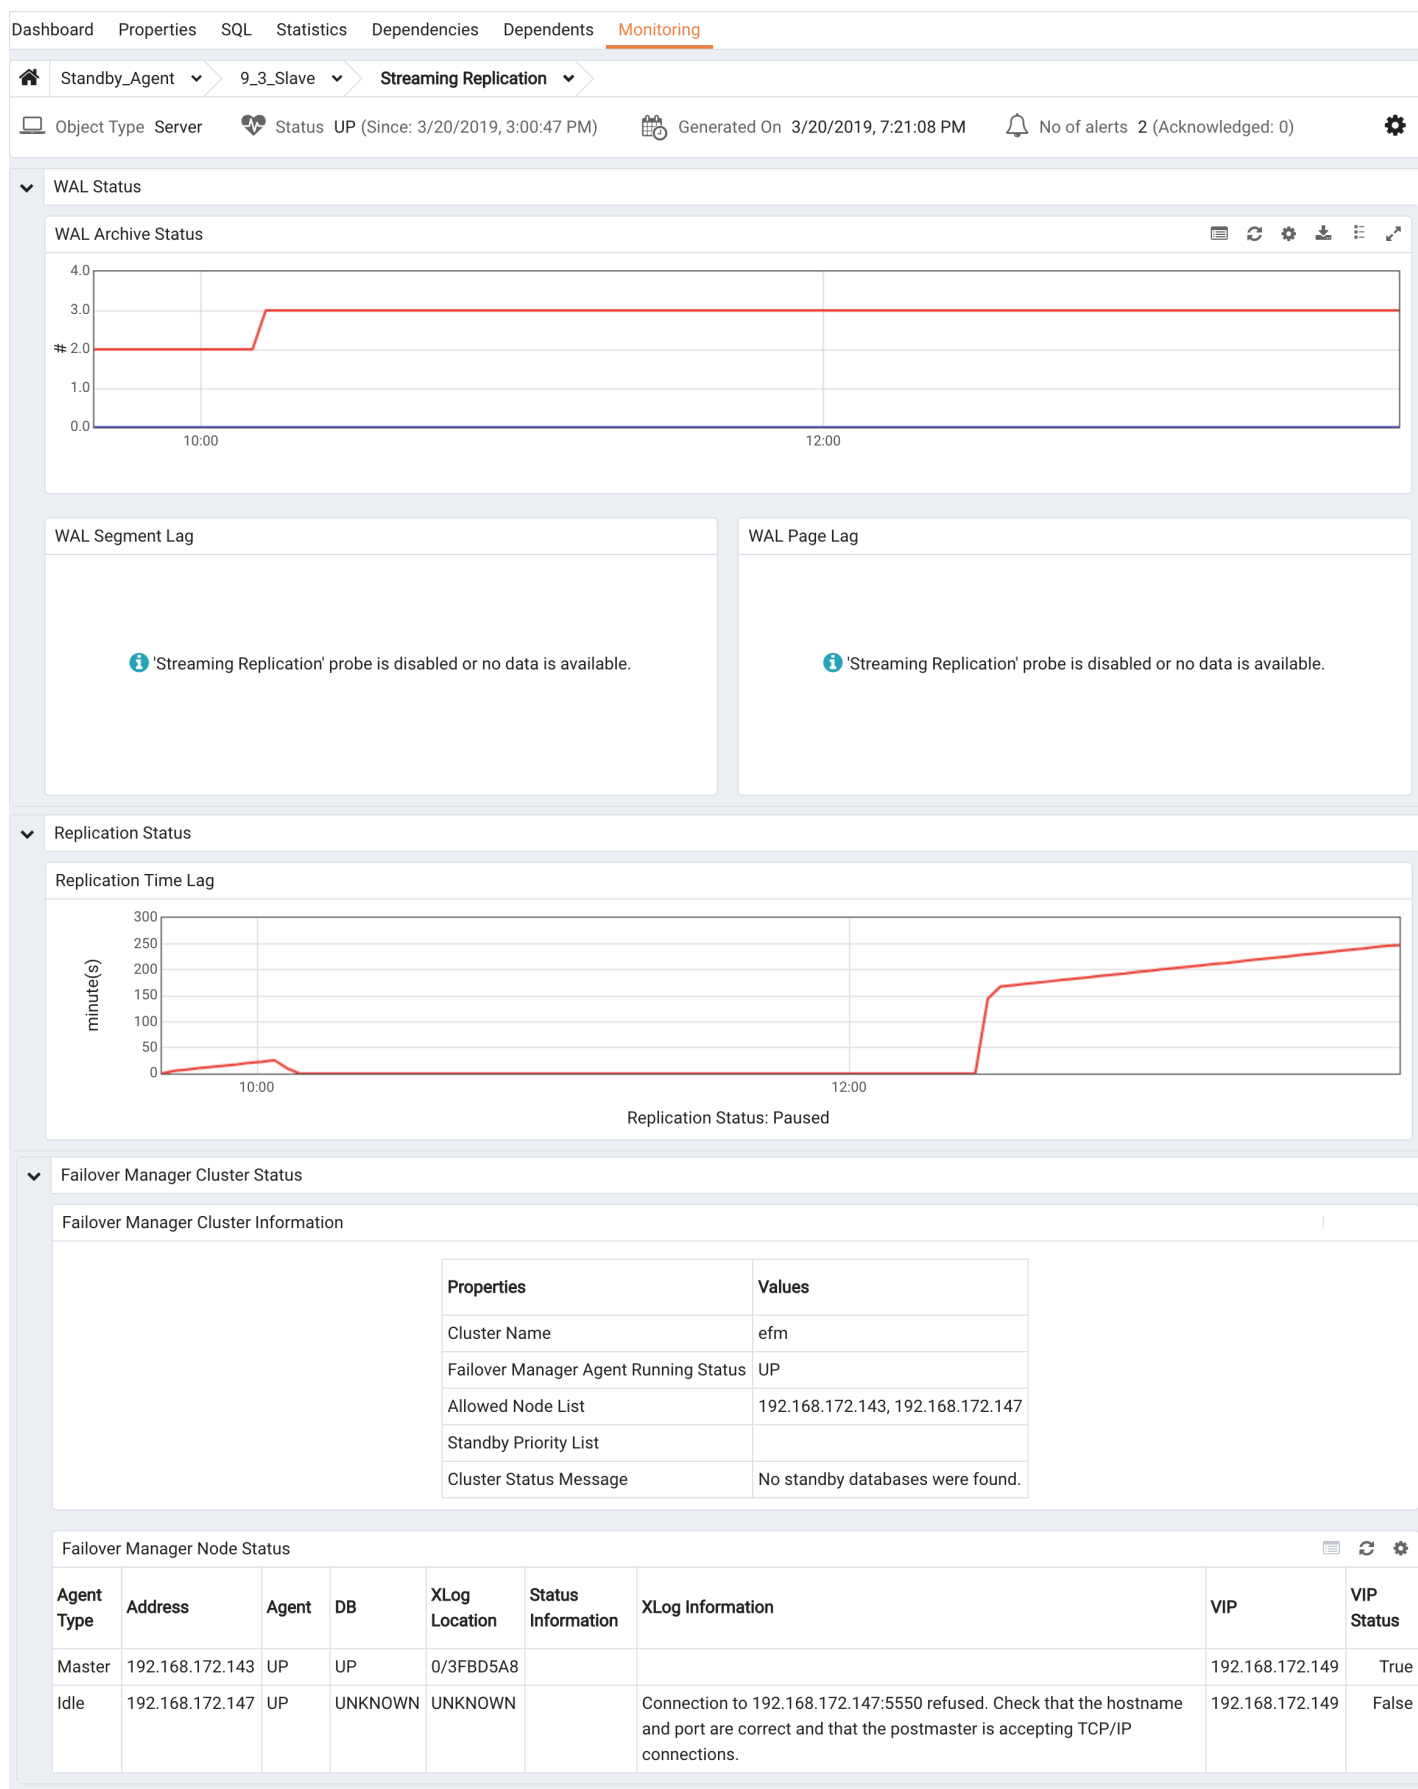 Dashboard Properties SQL Statistics Dependencies Dependents Monitoring
Standby_Agent 9_3_Slave Streaming Replication
Object Type Server Status UP (Since: 3/20/2019, 3:00:47 PM) Generated On 3/20/2019, 7:21:08 PM No of alerts 2 (Acknowledged: 0)
WAL Status
WAL Archive Status
4.0
3.0
# 2.0
1.0
0.0
10:00 12:00
WAL Segment Lag WAL Page Lag
'Streaming Replication' probe is disabled or no data is available. 'Streaming Replication' probe is disabled or no data is available.
Replication Status
Replication Time Lag
300
250
200
150
100
50
0
minute(s)
10:00 12:00
Replication Status: Paused
Failover Manager Cluster Status
Failover Manager Cluster Information
Properties Values
Cluster Name efm
Failover Manager Agent Running Status UP
Allowed Node List 192.168.172.143, 192.168.172.147
Standby Priority List
Cluster Status Message No standby databases were found.
Failover Manager Node Status
Agent Type Address Agent DB XLog Location Status Information XLog Information VIP VIP Status
Master 192.168.172.143 UP UP 0/3FBD5A8 192.168.172.149 True
Idle 192.168.172.147 UP UNKNOWN UNKNOWN Connection to 192.168.172.147:5550 refused. Check that the hostname 192.168.172.149 False
and port are correct and that the postmaster is accepting TCP/IP
connections.